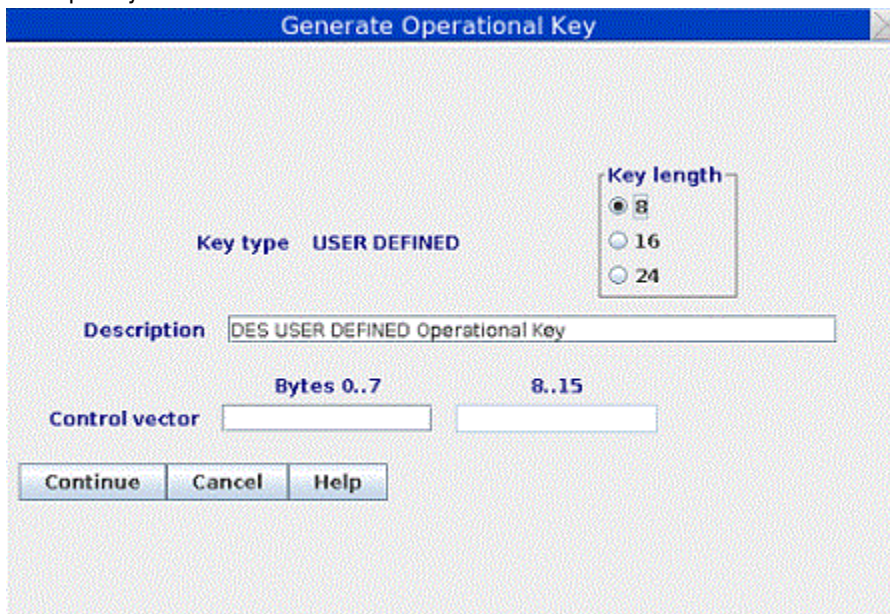 Generate Operational Key
Key length
8
Key type USER DEFINED
16
24
Description DES USER DEFINED Operational Key
Bytes 0..7 8..15
Control vector
Continue Cancel Help